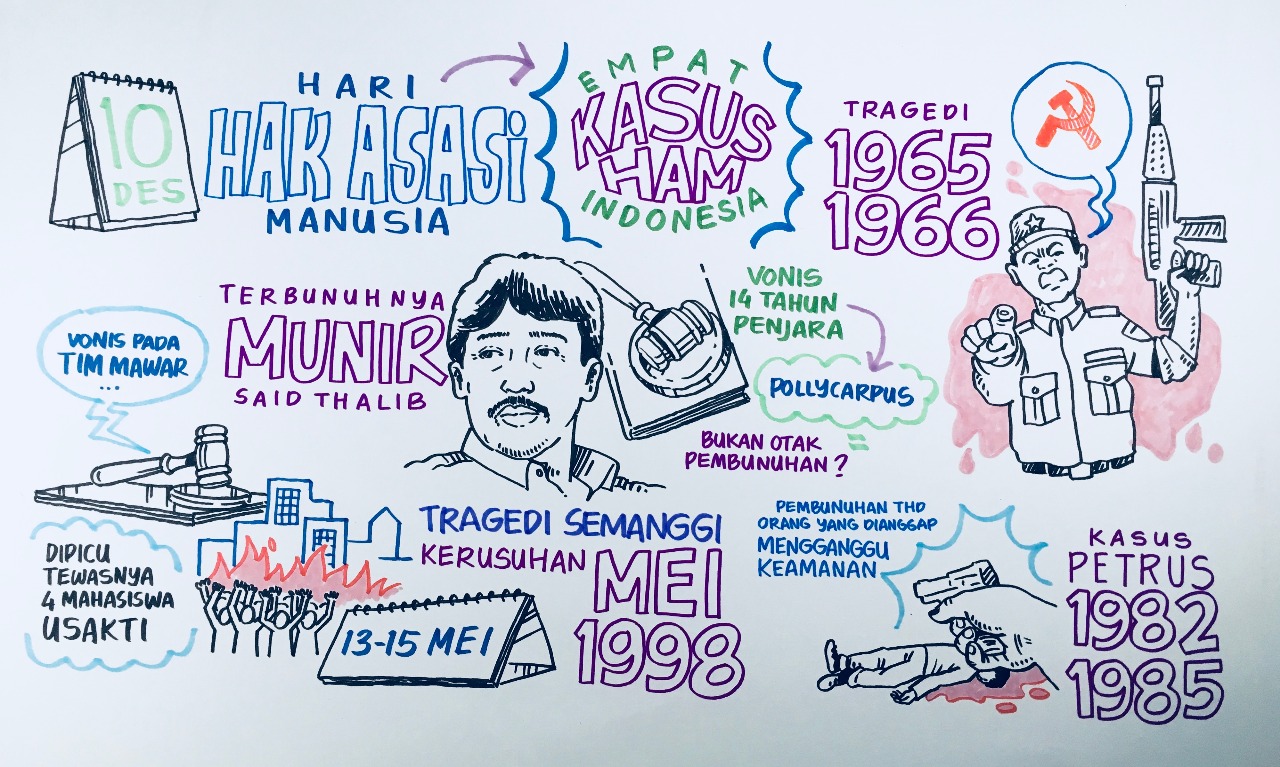 10
DES
HARI
HAK ASASi
MANUSIA
EMPAT
KASUS
HAM
INDONESIA
TRAGEDI
1965
1966
TERBUNUHNYA
MUNIR
SAID THALIB
VONIS
14 TAHUN
PENJARA
POLLYCARPUS
=
BUKAN OTAK
PEMBUNUHAN?
VONIS PADA
TIM MAWAR
...
DIPICU
TEWASNYA
4 MAHASISWA
USAKTI
TRAGEDI SEMANGGI
KERUSUHAN MEI
1998
13-15 MEI
PEMBUNUHAN THD
ORANG YANG DIANGGAP
MENGGANGGU
KEAMANAN
KASUS
PETRUS
1982
1985